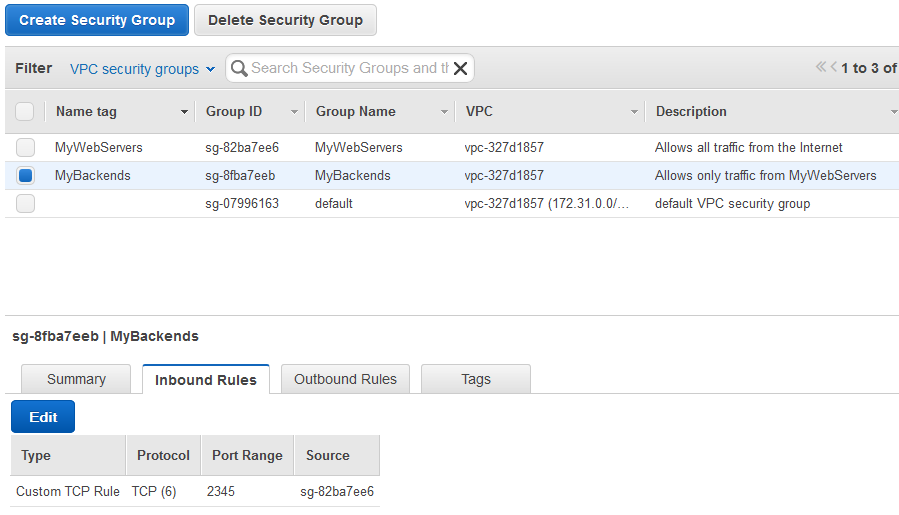 Create Security Group Delete Security Group
Filter VPC security groups Search Security Groups and th 1 to 3 of
Name tag Group ID Group Name VPC Description
MyWebServers sg-82ba7ee6 MyWebServers vpc-327d1857 Allows all traffic from the Internet
MyBackends sg-8fba7eeb MyBackends vpc-327d1857 Allows only traffic from MyWebServers
sg-07996163 default vpc-327d1857 (172.31.0.0/... default VPC security group
sg-8fba7eeb | MyBackends
Summary Inbound Rules Outbound Rules Tags
Edit
Type Protocol Port Range Source
Custom TCP Rule TCP (6) 2345 sg-82ba7ee6